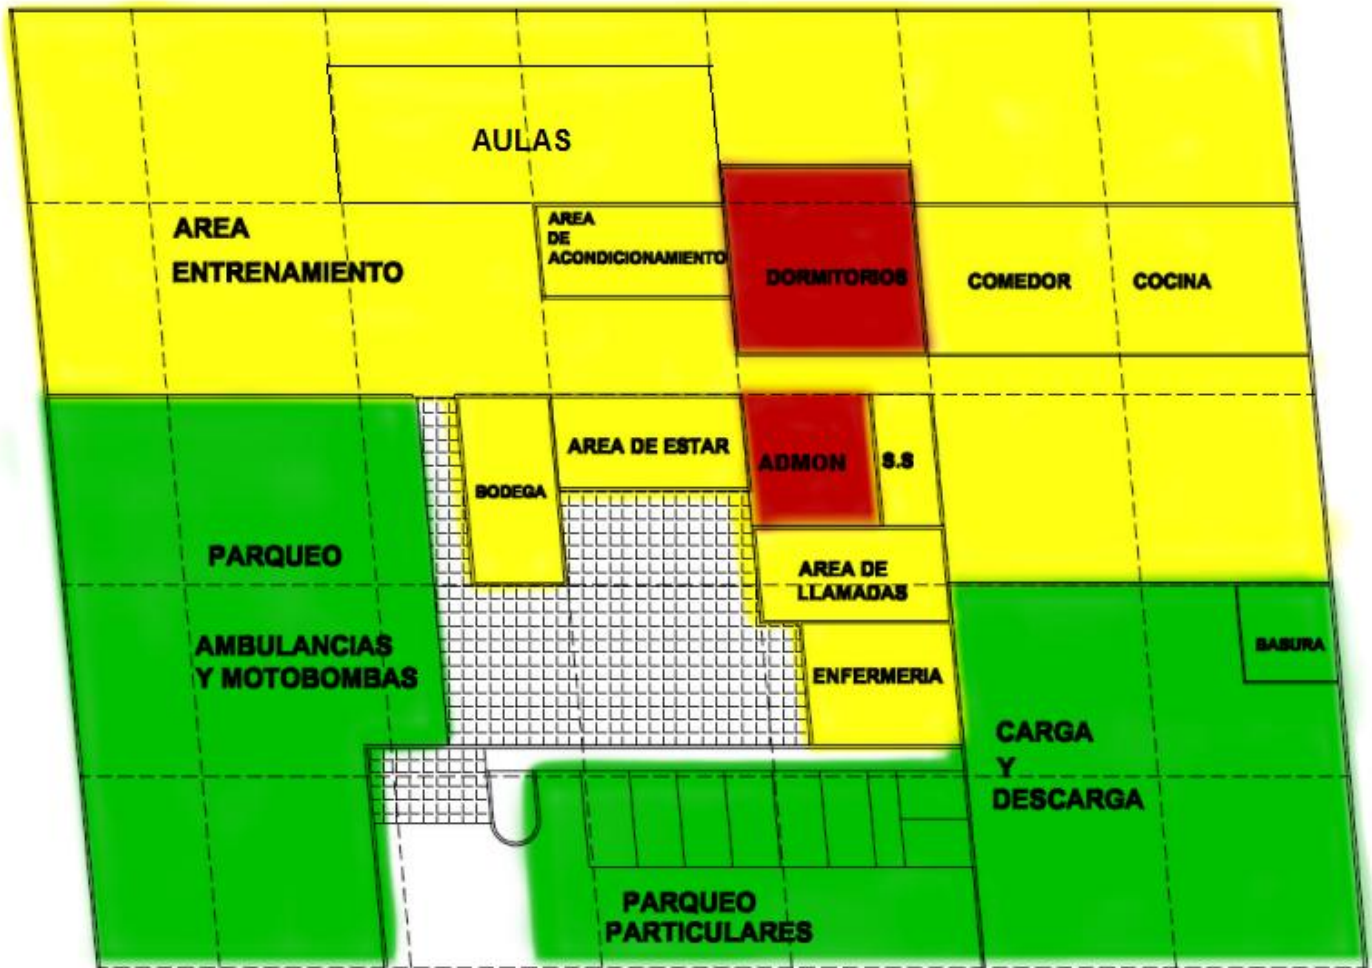 AULAS
AREA
ENTRENAMIENTO
AREA
DE
ACONDICIONAMIENTO
DORMITORIOS
COMEDOR
COCINA
BODEGA
AREA DE ESTAR
ADMON
S.S
PARQUEO
AMBULANCIAS
Y MOTOBOMBAS
AREA DE
LLAMADAS
ENFERMERIA
BASURA
CARGA
Y
DESCARGA
PARQUEO
PARTICULARES